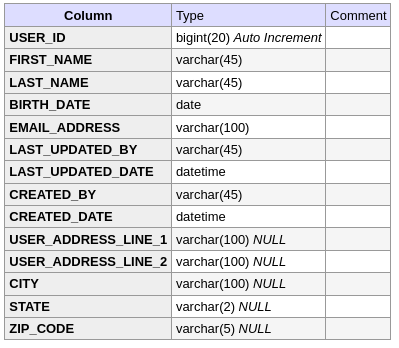 Column Type Comment
USER_ID bigint(20) Auto Increment
FIRST_NAME varchar(45)
LAST_NAME varchar(45)
BIRTH_DATE date
EMAIL_ADDRESS varchar(100)
LAST_UPDATED_BY varchar(45)
LAST_UPDATED_DATE datetime
CREATED_BY varchar(45)
CREATED_DATE datetime
USER_ADDRESS_LINE_1 varchar(100) NULL
USER_ADDRESS_LINE_2 varchar(100) NULL
CITY varchar(100) NULL
STATE varchar(2) NULL
ZIP_CODE varchar(5) NULL